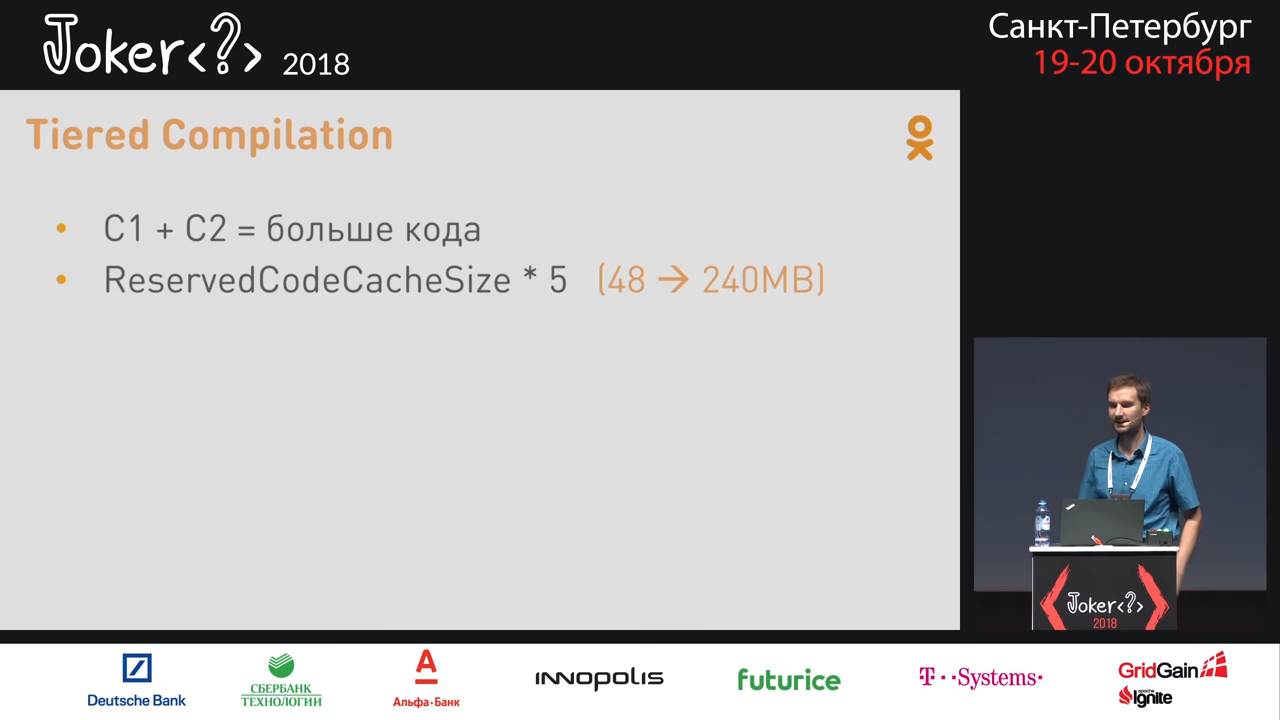 Joker<?> 2018
Санкт-Петербург
19-20 октября
Tiered Compilation
• C1 + C2 = больше кода
• ReservedCodeCacheSize * 5 (48 → 240MB)
Joker<?>
2018
Deutsche Bank
СБЕРБАНК
ТЕХНОЛОГИИ
Альфа·Банк
INNOPOLIS
futurice
T··Systems·
GridGain
APACHE
Ignite